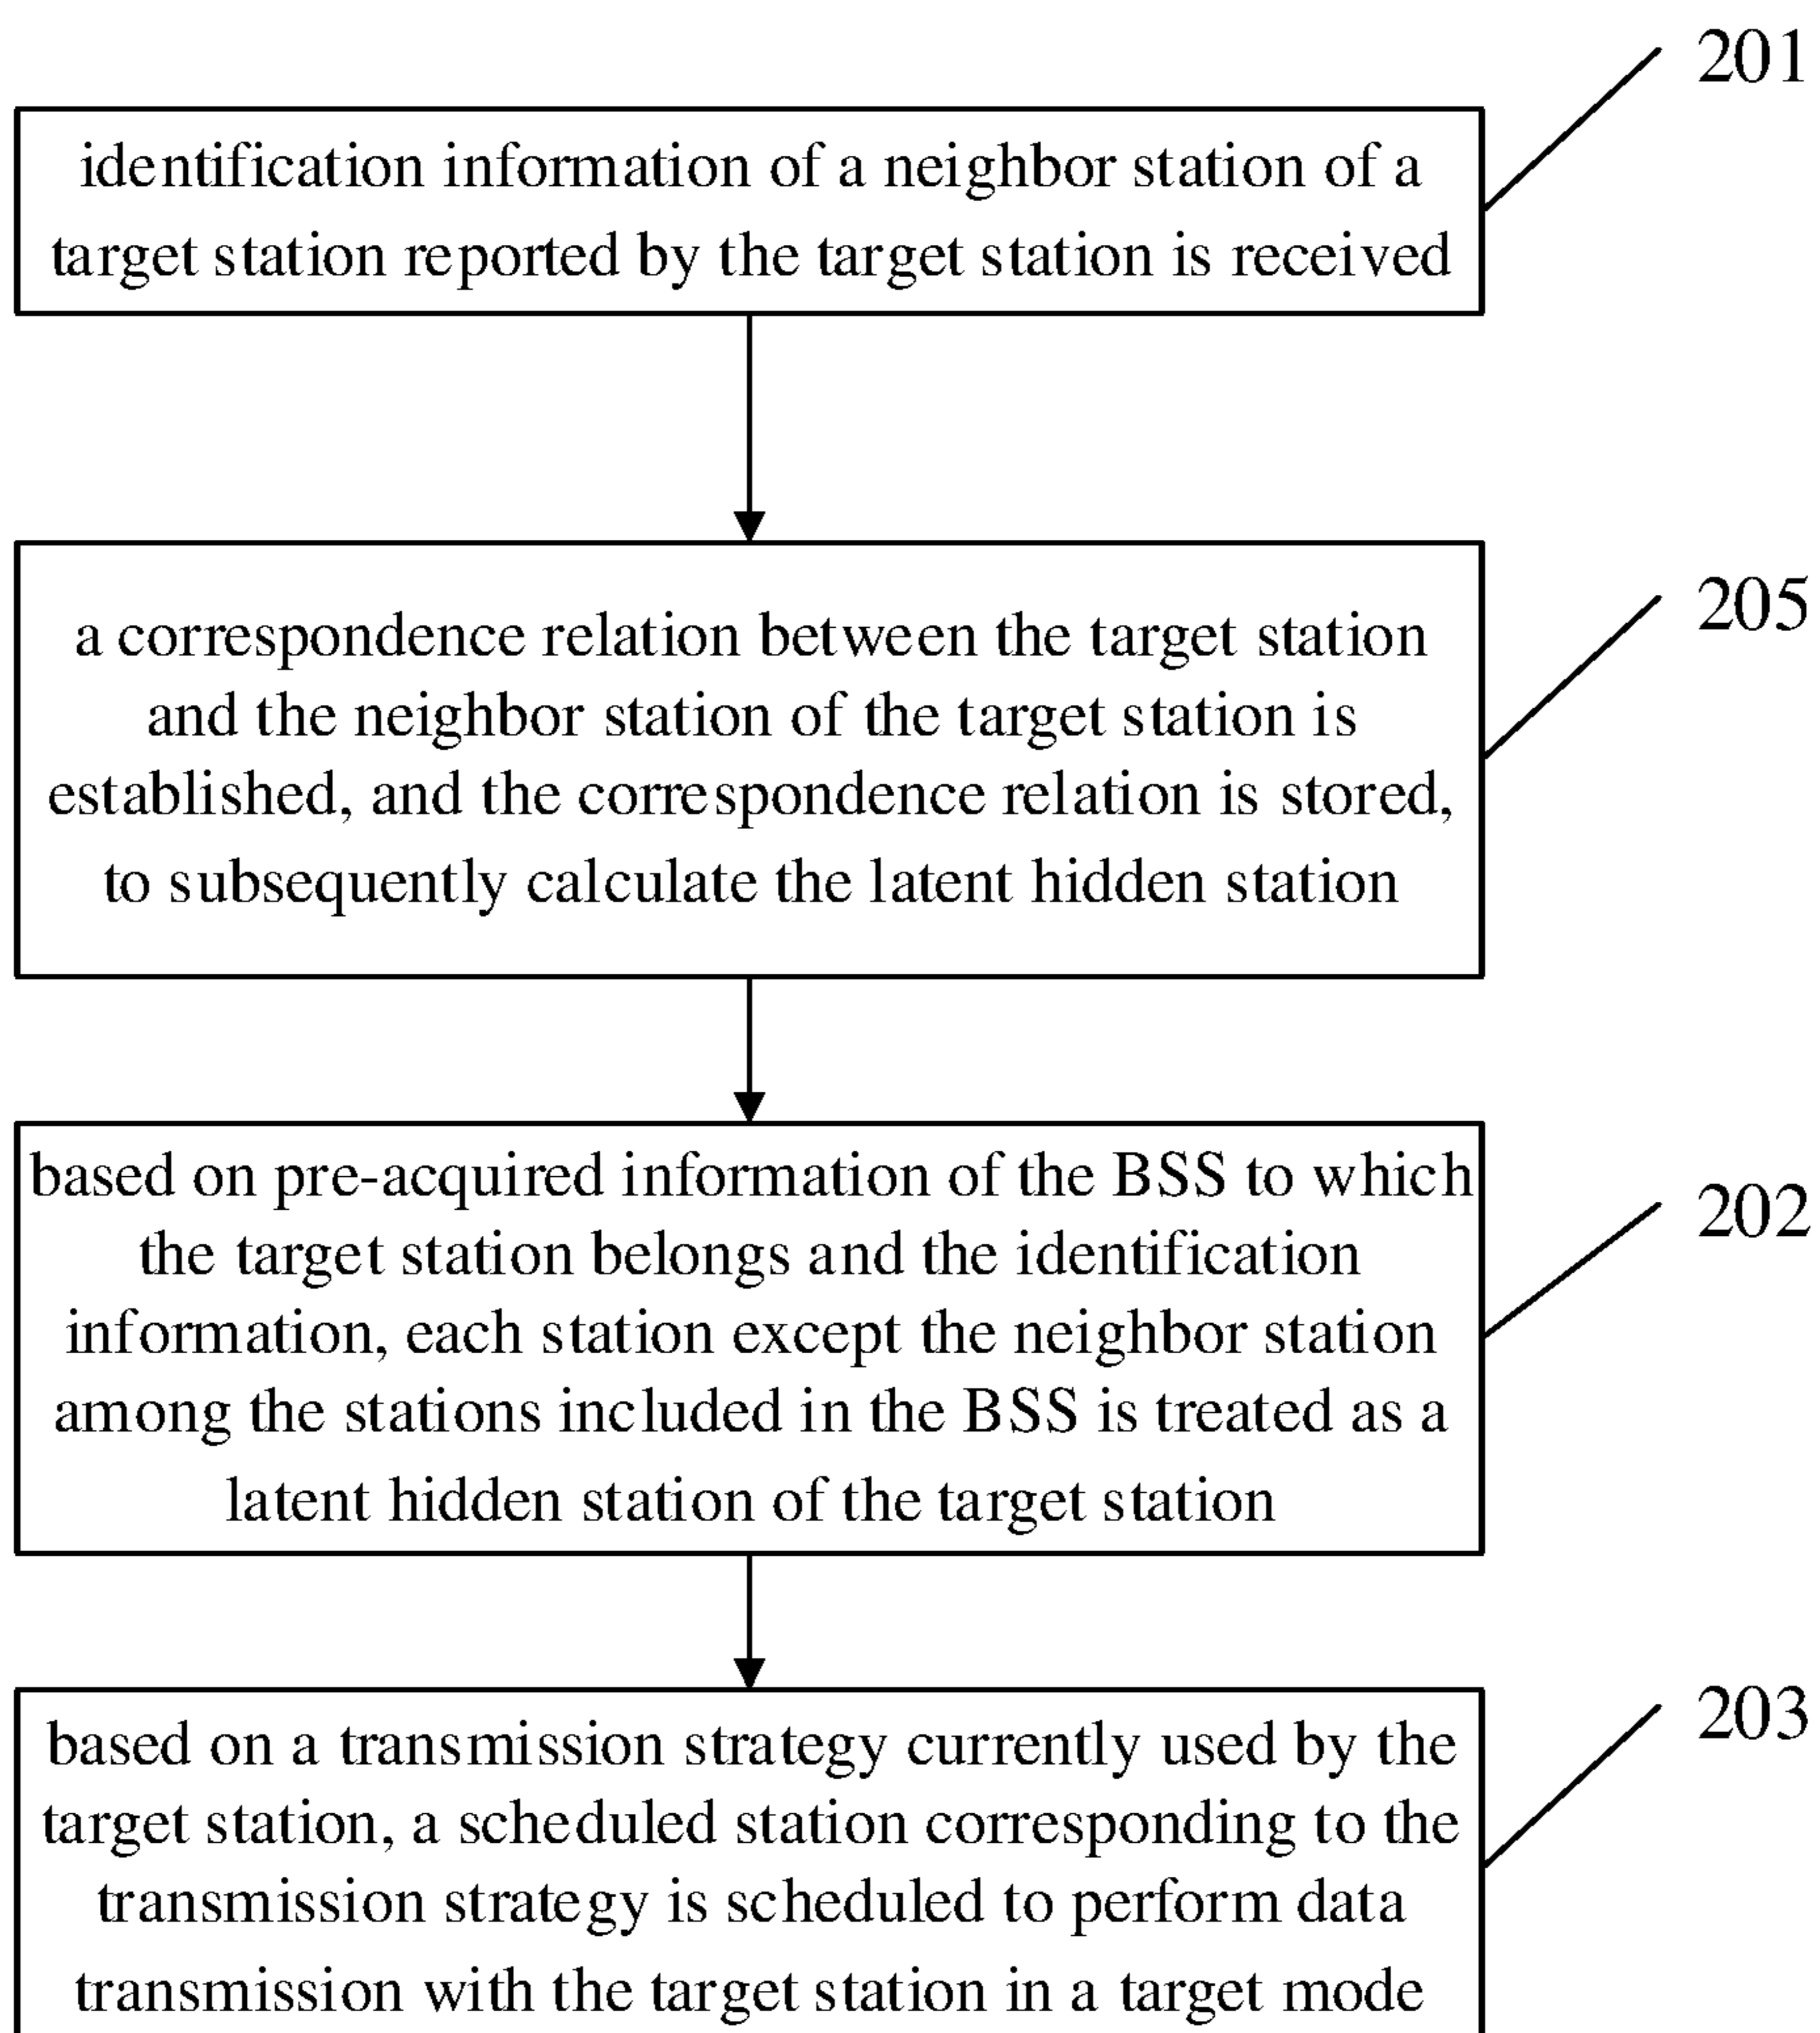 201
identification information of a neighbor station of a
target station reported by the target station is received
205
a correspondence relation between the target station
and the neighbor station of the target station is
established, and the correspondence relation is stored,
to subsequently calculate the latent hidden station
202
based on pre-acquired information of the BSS to which
the target station belongs and the identification
information, each station except the neighbor station
among the stations included in the BSS is treated as a
latent hidden station of the target station
203
based on a transmission strategy currently used by the
target station, a scheduled station corresponding to the
transmission strategy is scheduled to perform data
transmission with the target station in a target mode